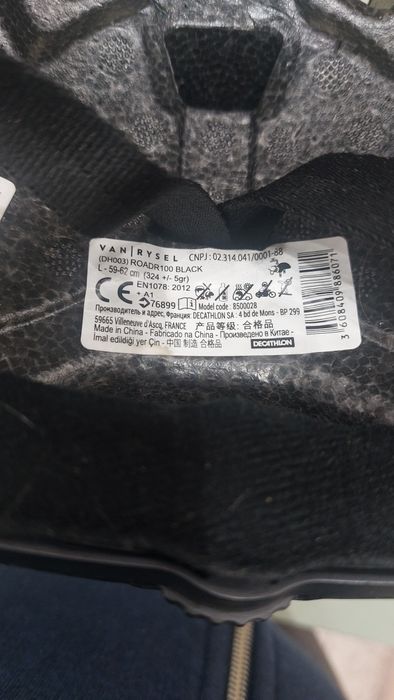 VAN RYSEL CNPJ : 02.314.041/0001-88
(DH003) ROADR100 BLACK
L - 59-62 cm (324 +/- 5gr)
CE EN1078: 2012
+ A1
376899 Model code: 8500028
Производитель и адрес, Франция: DECATHLON SA : 4 bd de Mons - BP 299
59665 Villeneuve d'Ascq, FRANCE 产品等级: 合格品
Made in China - Fabricado na China - Произведено в Китае -
İmal edildiği yer Çin - 中国 制造 合格品 DECATHLON
3 608409 886071